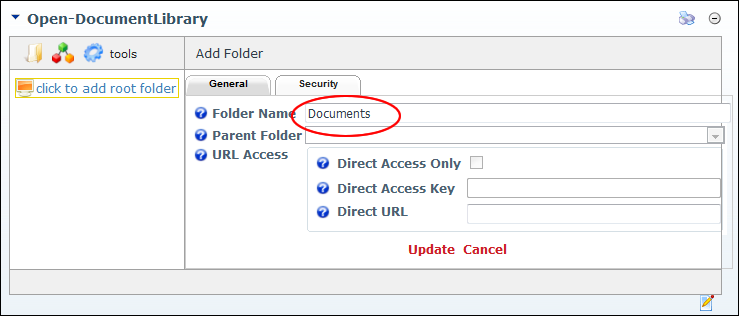 Open-DocumentLibrary
tools Add Folder
click to add root folder
General Security
Folder Name Documents
Parent Folder
URL Access
Direct Access Only
Direct Access Key
Direct URL
Update Cancel